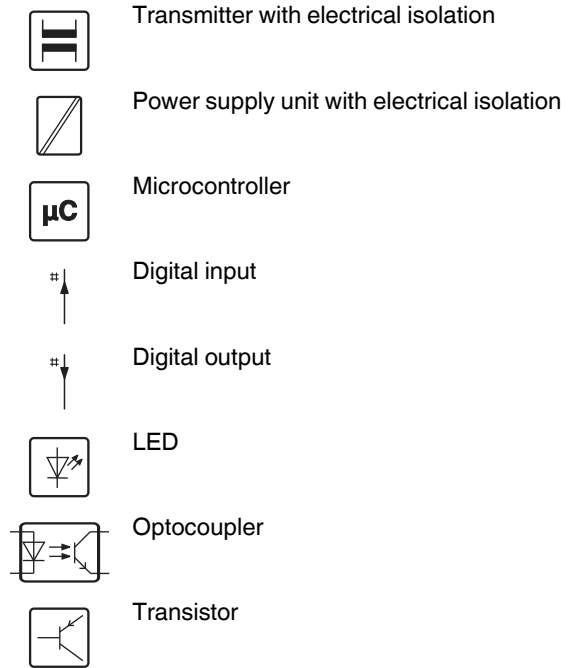 Transmitter with electrical isolation
Power supply unit with electrical isolation
µC
Microcontroller
#
Digital input
#
Digital output
LED
Optocoupler
Transistor